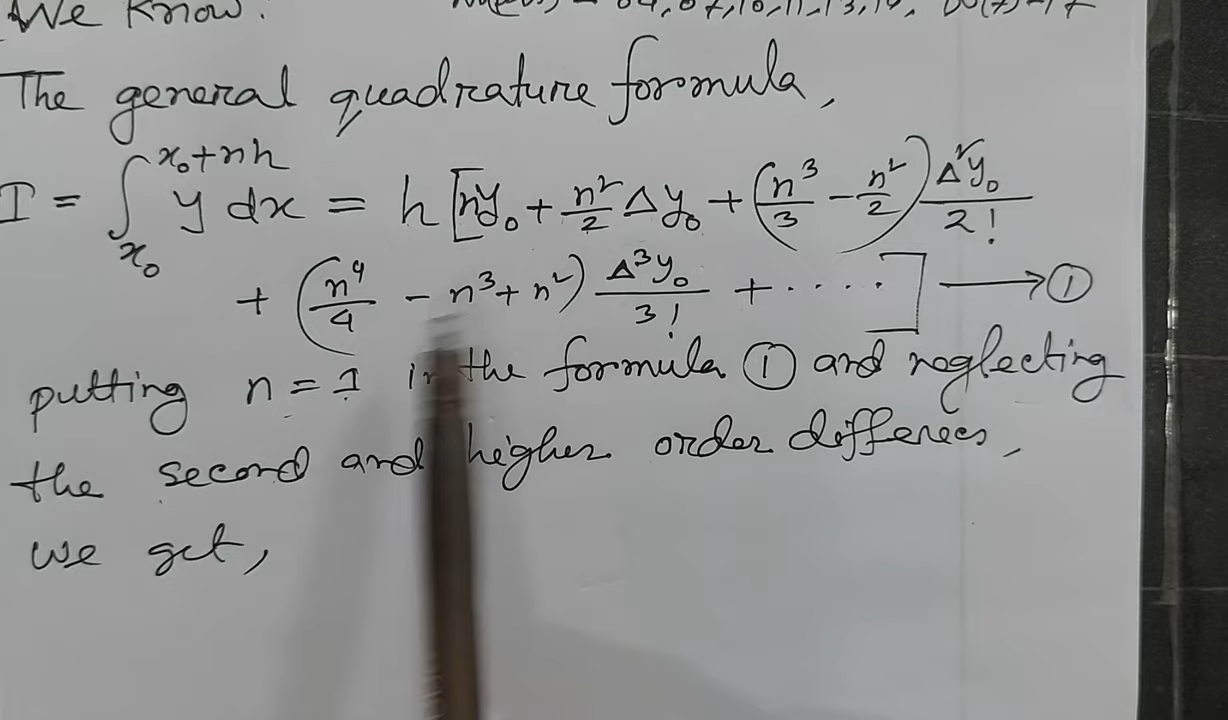 We know.
The general quadrature formula,
I = ∫_{x₀}^{x₀+nh} y dx = h [ny₀ + n²/2 Δy₀ + (n³/3 - n²/2) Δ²y₀/2!
+ (n⁴/4 - n³ + n²) Δ³y₀/3! + ....] ⟶ ①
putting n = 1 in the formula ① and neglecting
the second and higher order differences,
we get,